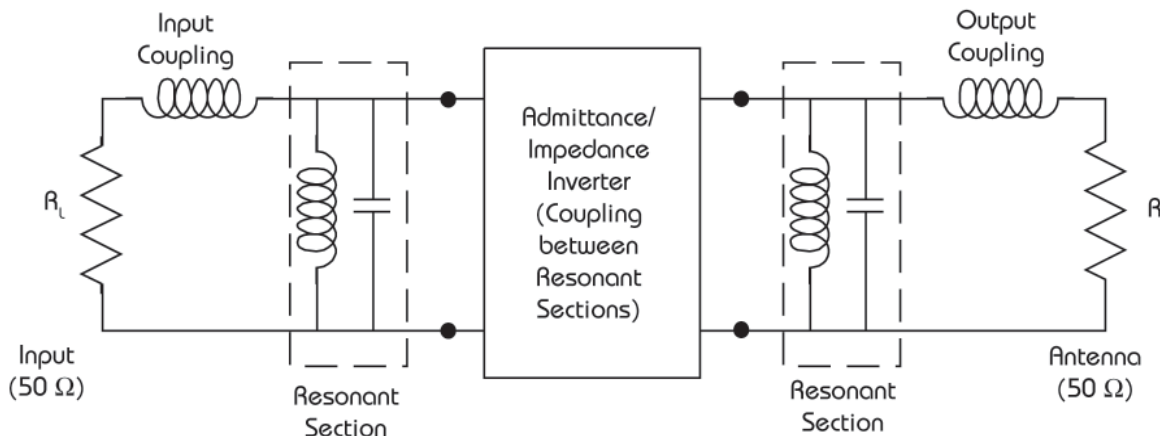 Input
Coupling
Output
Coupling
Admittance/
Impedance
Inverter
(Coupling
between
Resonant
Sections)
R_L
R
Input
(50 Ω)
Resonant
Section
Resonant
Section
Antenna
(50 Ω)